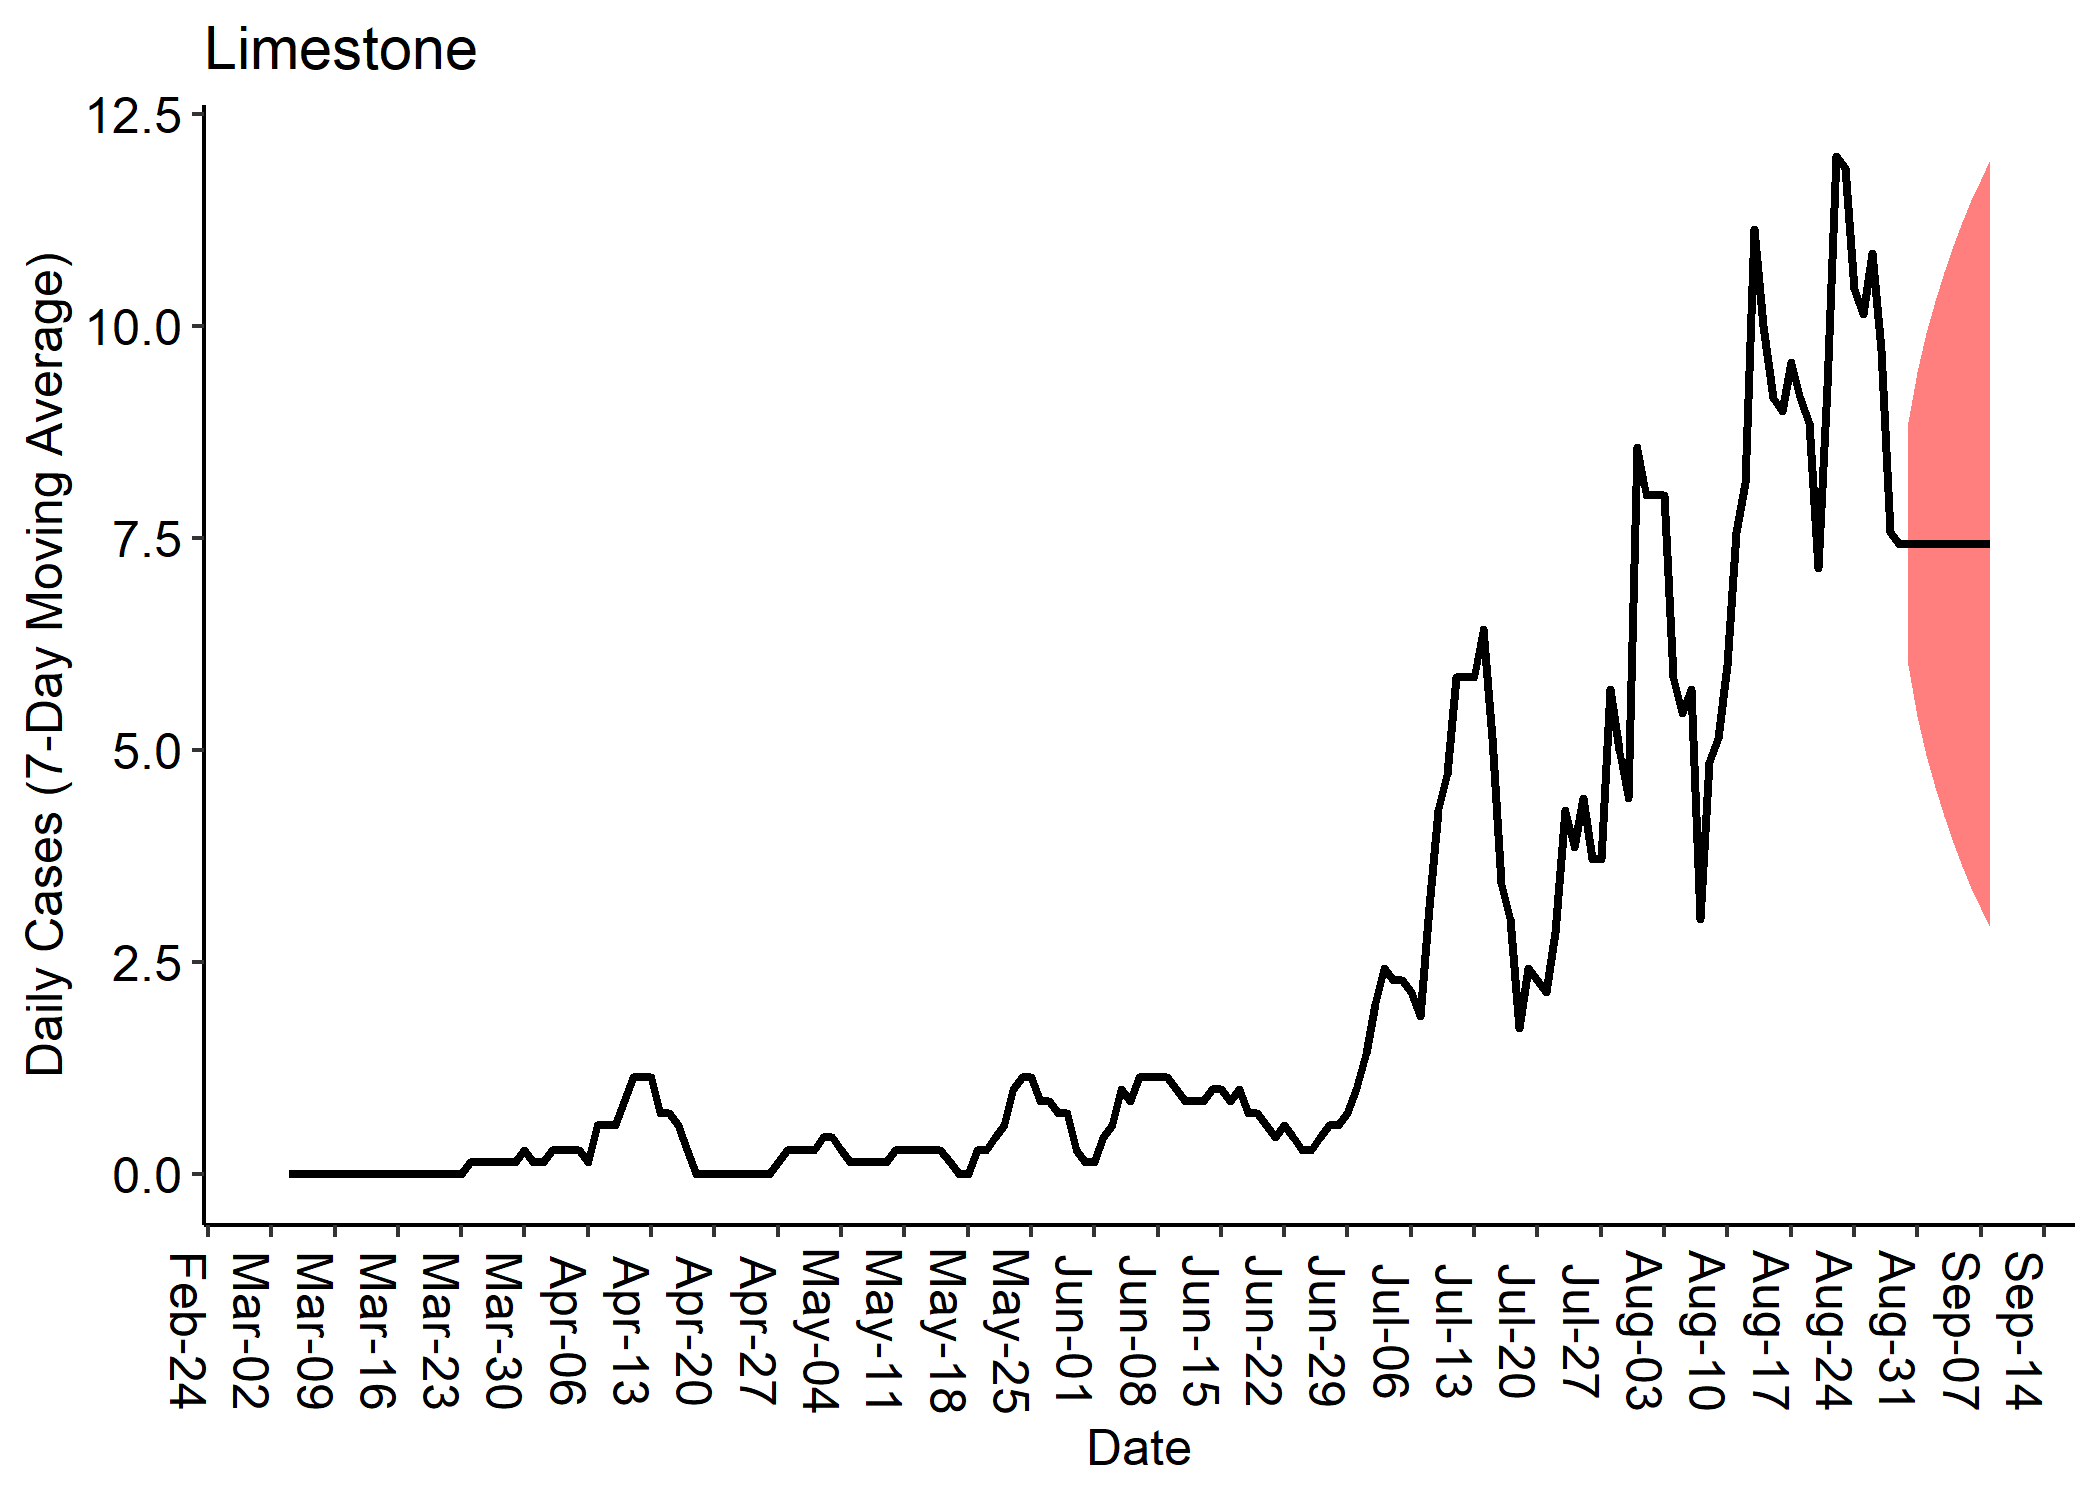 Limestone
Daily Cases (7-Day Moving Average)
12.5
10.0
7.5
5.0
2.5
0.0
Feb-24
Mar-02
Mar-09
Mar-16
Mar-23
Mar-30
Apr-06
Apr-13
Apr-20
Apr-27
May-04
May-11
May-18
May-25
Jun-01
Jun-08
Jun-15
Jun-22
Jun-29
Jul-06
Jul-13
Jul-20
Jul-27
Aug-03
Aug-10
Aug-17
Aug-24
Aug-31
Sep-07
Sep-14
Date